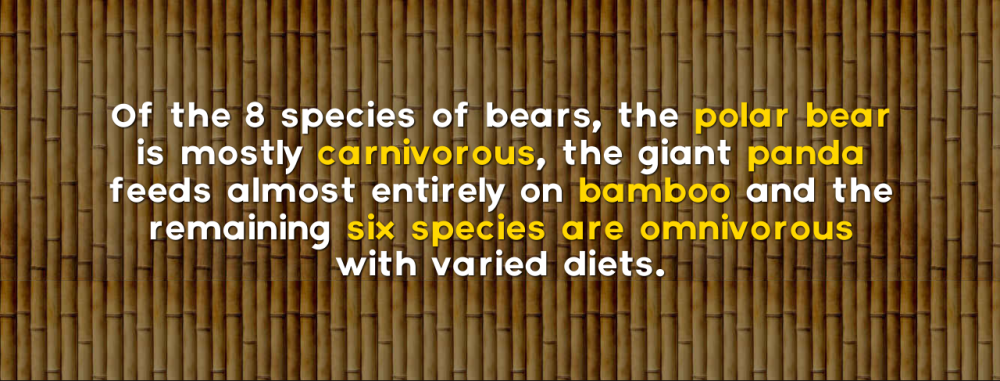 Of the 8 species of bears, the polar bear
is mostly carnivorous, the giant panda
feeds almost entirely on bamboo and the
remaining six species are omnivorous
with varied diets.